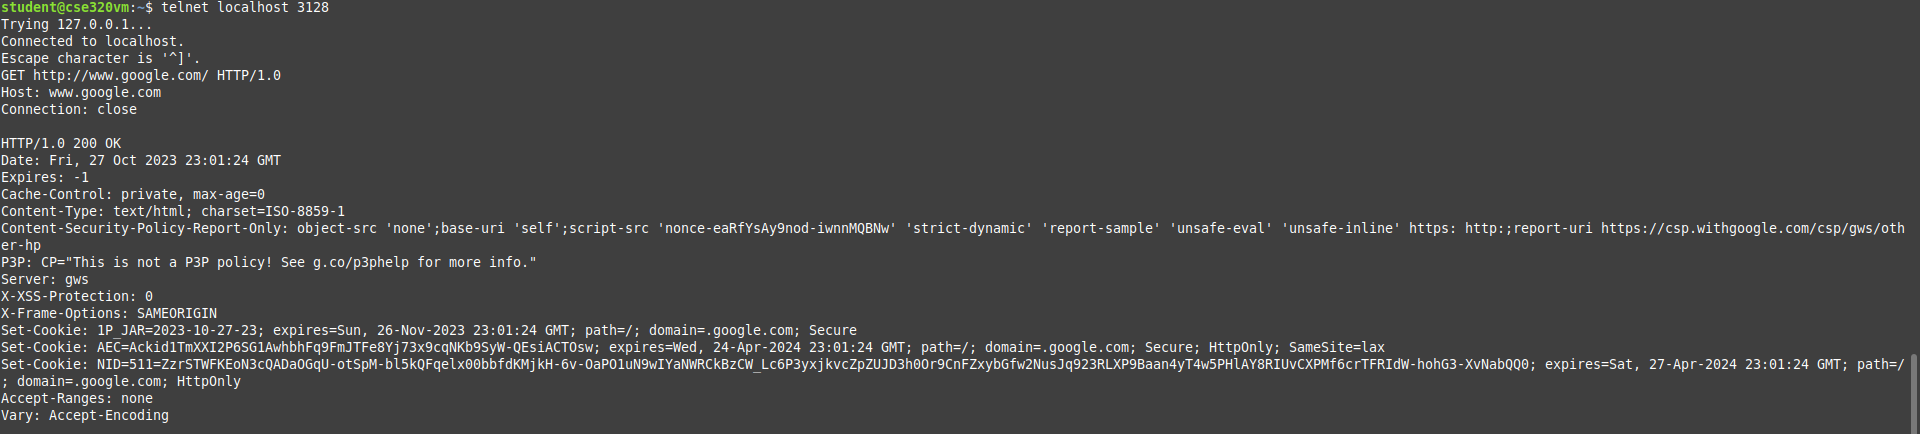 student@cse320vm:~$ telnet localhost 3128
Trying 127.0.0.1...
Connected to localhost.
Escape character is '^]'.
GET http://www.google.com/ HTTP/1.0
Host: www.google.com
Connection: close

HTTP/1.0 200 OK
Date: Fri, 27 Oct 2023 23:01:24 GMT
Expires: -1
Cache-Control: private, max-age=0
Content-Type: text/html; charset=ISO-8859-1
Content-Security-Policy-Report-Only: object-src 'none';base-uri 'self';script-src 'nonce-eaRfYsAy9nod-iwnnMQBNw' 'strict-dynamic' 'report-sample' 'unsafe-eval' 'unsafe-inline' https: http:;report-uri https://csp.withgoogle.com/csp/gws/oth
er-hp
P3P: CP="This is not a P3P policy! See g.co/p3phelp for more info."
Server: gws
X-XSS-Protection: 0
X-Frame-Options: SAMEORIGIN
Set-Cookie: 1P_JAR=2023-10-27-23; expires=Sun, 26-Nov-2023 23:01:24 GMT; path=/; domain=.google.com; Secure
Set-Cookie: AEC=Ackid1TmXXI2P6SG1AwhbhFq9FmJTFe8Yj73x9cqNKb9SyW-QEsiACTOsw; expires=Wed, 24-Apr-2024 23:01:24 GMT; path=/; domain=.google.com; Secure; HttpOnly; SameSite=lax
Set-Cookie: NID=511=ZzrSTWFKEoN3cQADaOGqU-otSpM-bl5kQFqelx00bbfdKMjkH-6v-OaPO1uN9wIYaNWRCkBzCW_Lc6P3yxjkvcZpZUJD3h0Or9CnFZxybGfw2NusJq923RLXP9Baan4yT4w5PHlAY8RIUvCXPMf6crTFRIdW-hohG3-XvNabQQ0; expires=Sat, 27-Apr-2024 23:01:24 GMT; path=/
; domain=.google.com; HttpOnly
Accept-Ranges: none
Vary: Accept-Encoding